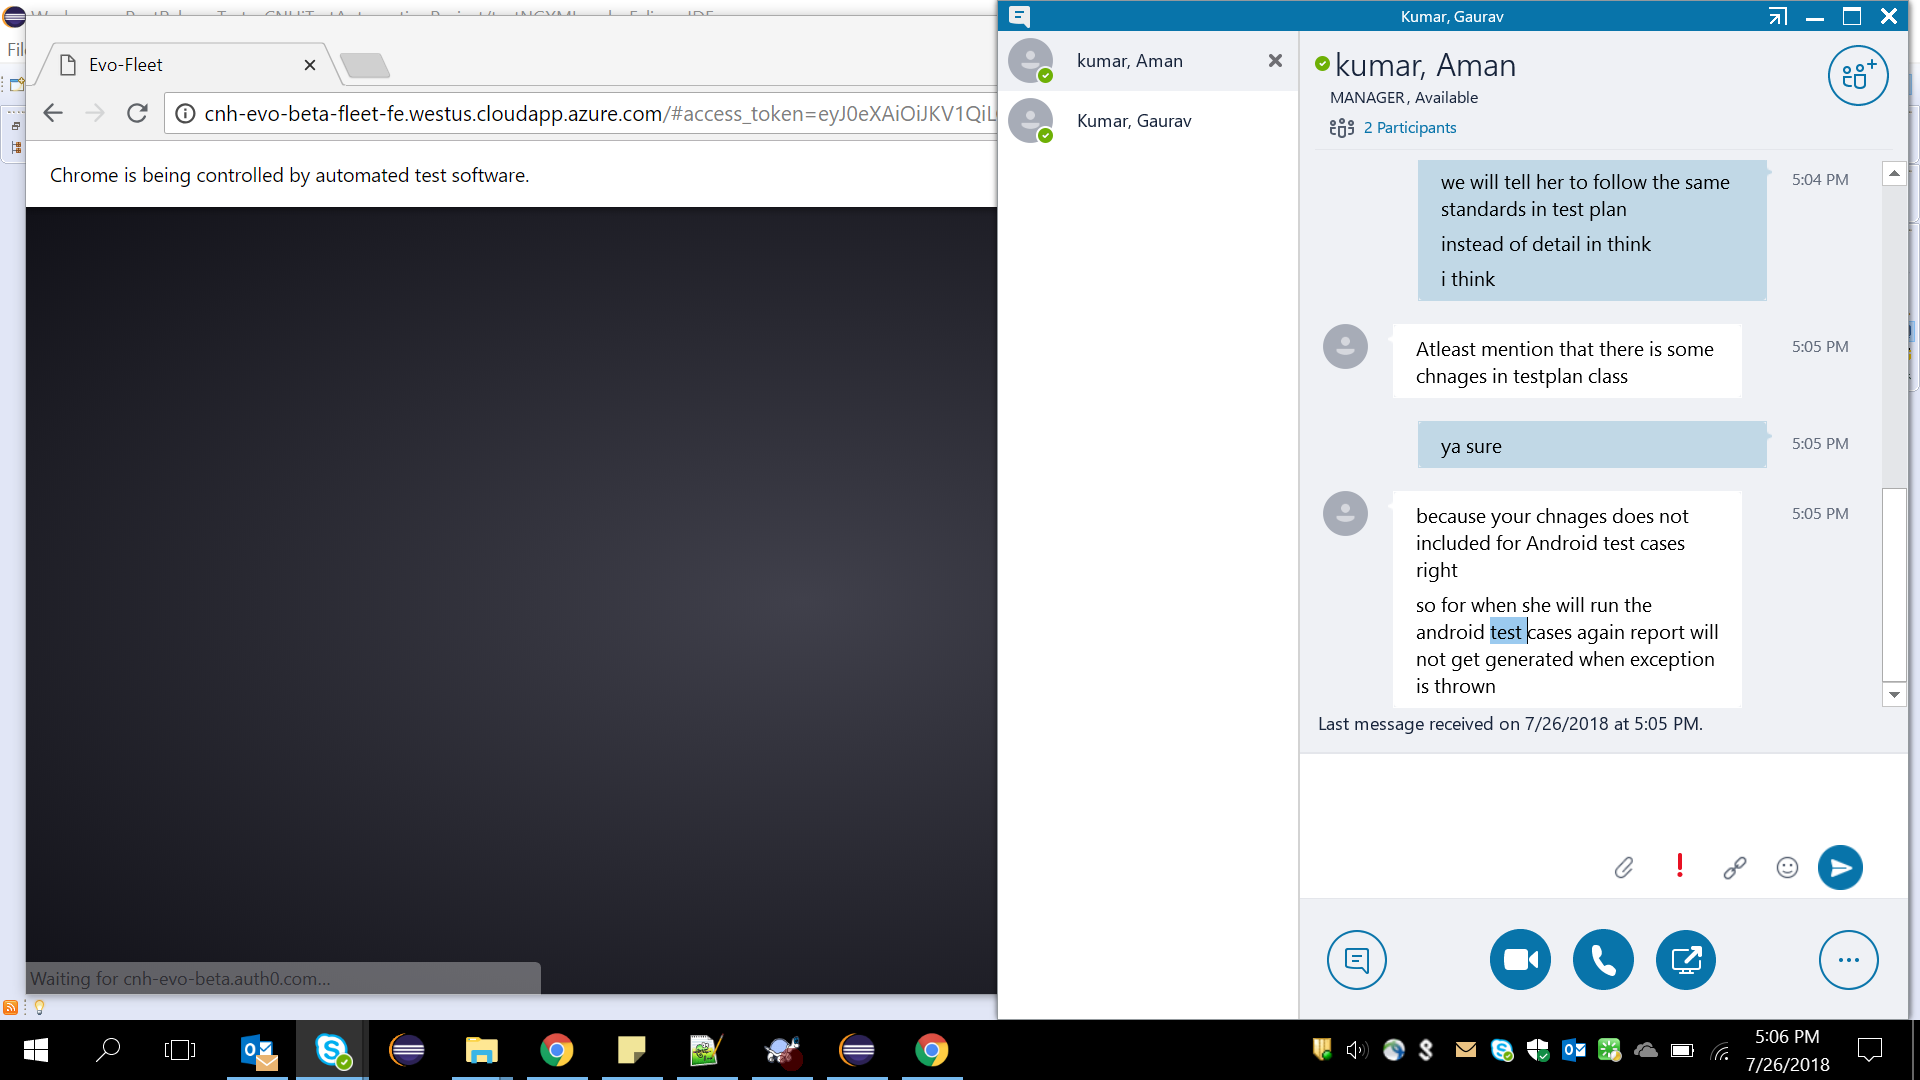 Kumar, Gaurav
Fil
Evo-Fleet
cnh-evo-beta-fleet-fe.westus.cloudapp.azure.com/#access_token=eyJ0eXAiOiJKV1QiL
Chrome is being controlled by automated test software.
Waiting for cnh-evo-beta.auth0.com...
kumar, Aman
Kumar, Gaurav
kumar, Aman
MANAGER, Available
2 Participants
we will tell her to follow the same
standards in test plan
instead of detail in think
i think
5:04 PM
Atleast mention that there is some
chnages in testplan class
5:05 PM
ya sure
5:05 PM
because your chnages does not
included for Android test cases
right
so for when she will run the
android test cases again report will
not get generated when exception
is thrown
5:05 PM
Last message received on 7/26/2018 at 5:05 PM.
5:06 PM
7/26/2018